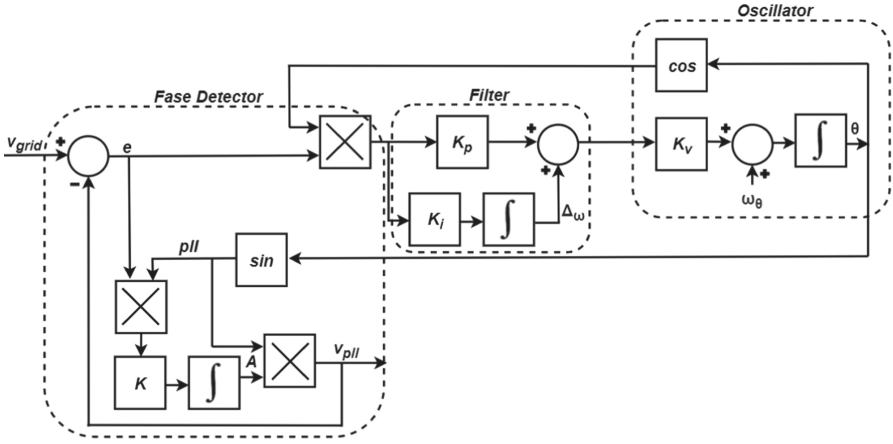 Oscillator
cos
Fase Detector
Filter
v_grid
+
e
−
K_p
+
+
K_v
+
+
∫
θ
ω_θ
K_i
∫
Δ_ω
pll
sin
K
∫
A
v_pll